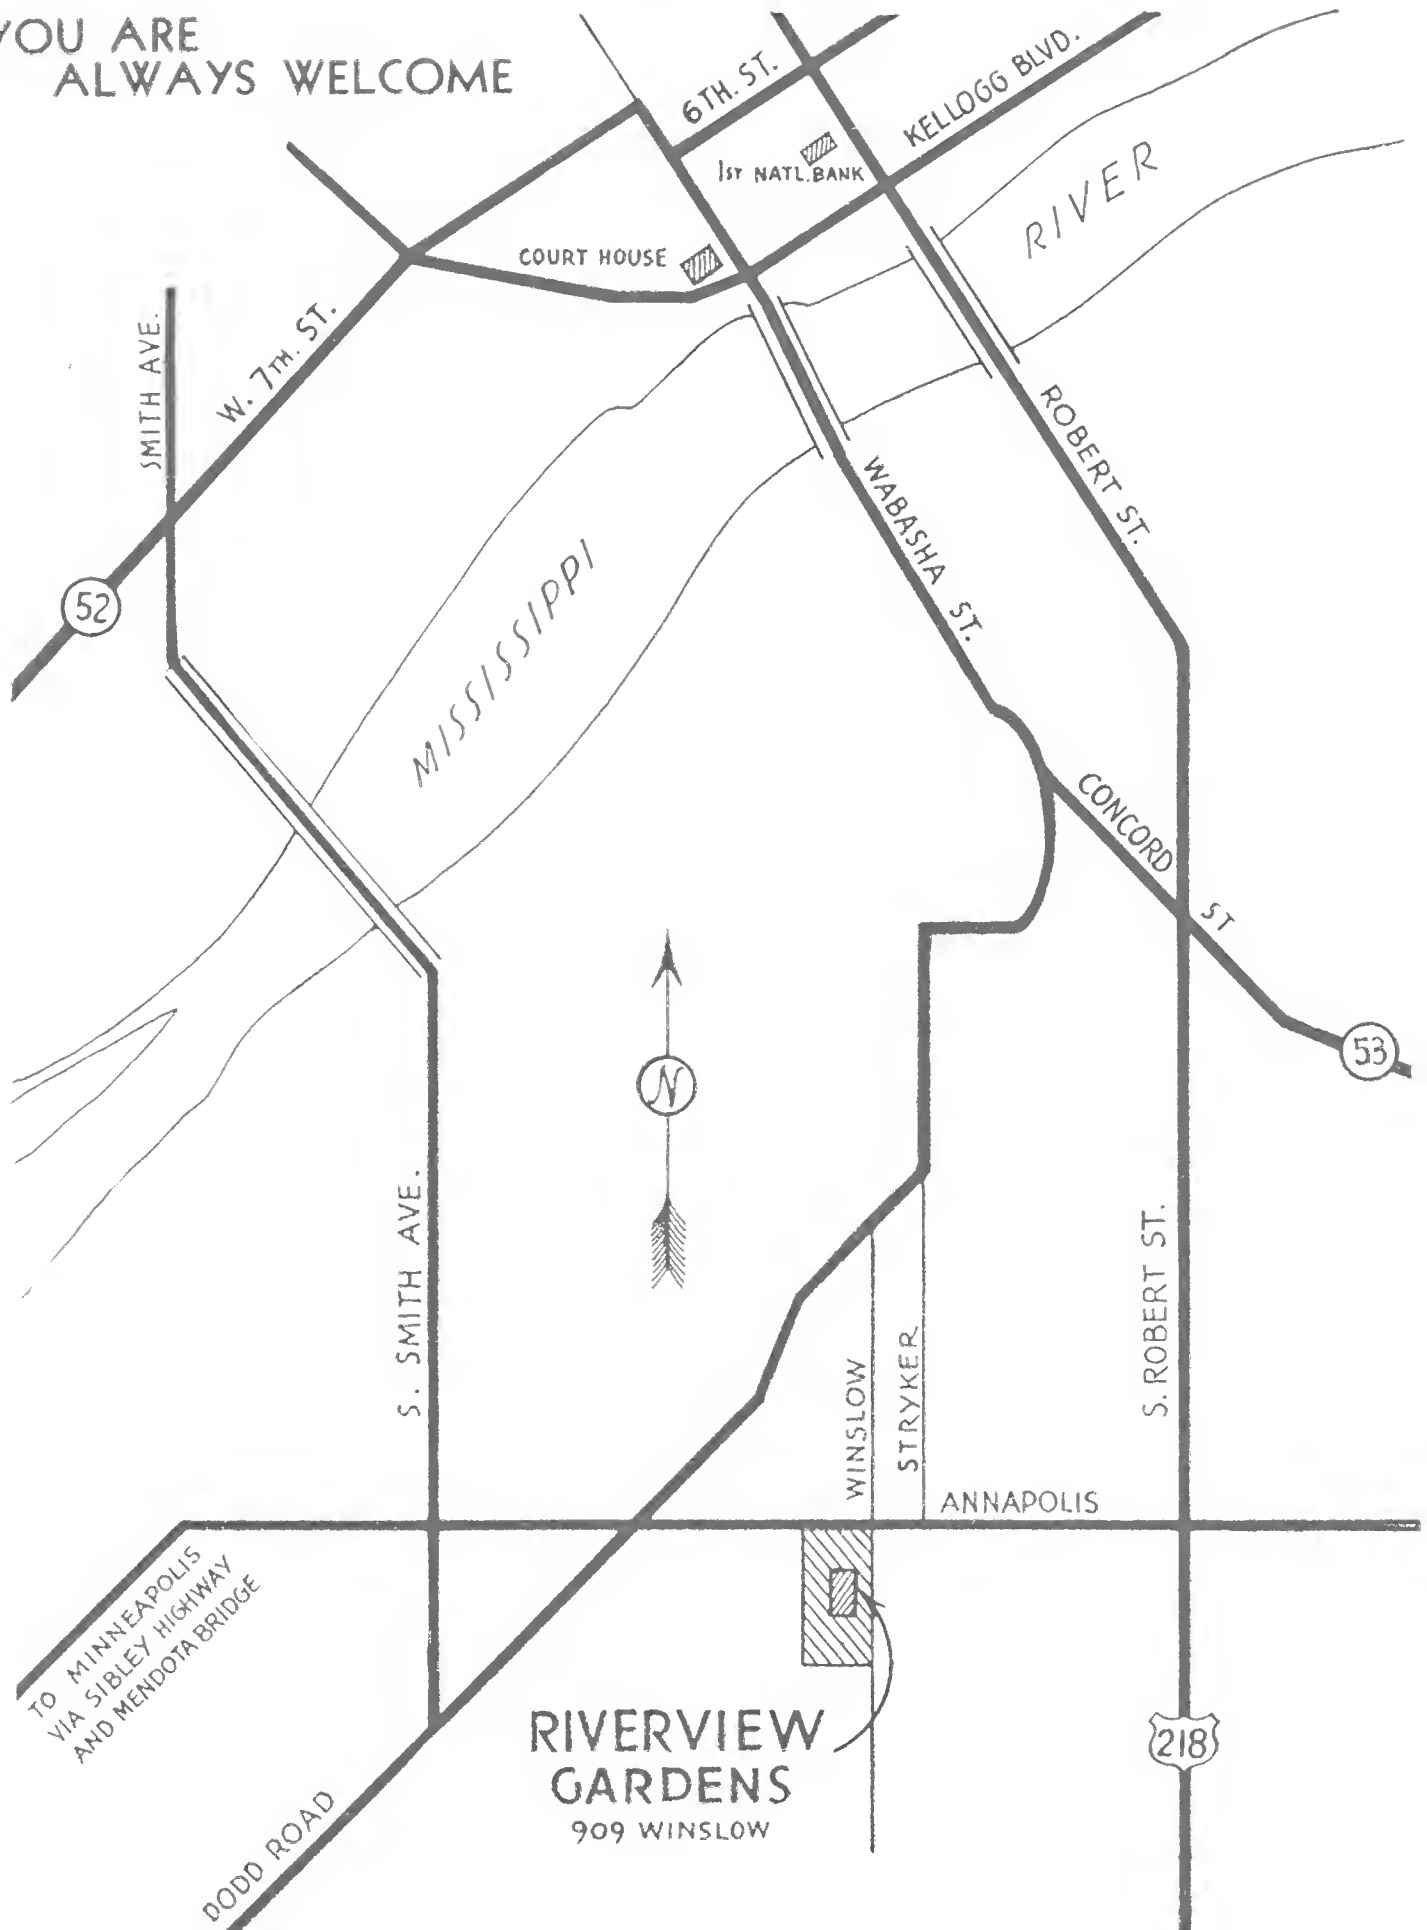 YOU ARE
ALWAYS WELCOME
6TH. ST.
KELLOGG BLVD.
1ST NATL. BANK
RIVER
COURT HOUSE
SMITH AVE.
W. 7TH. ST.
ROBERT ST.
WABASHA ST.
52
MISSISSIPPI
CONCORD ST
53
N
S. SMITH AVE.
S. ROBERT ST.
WINSLOW
STRYKER
ANNAPOLIS
TO MINNEAPOLIS
VIA SIBLEY HIGHWAY
AND MENDOTA BRIDGE
RIVERVIEW
GARDENS
909 WINSLOW
218
DODD ROAD